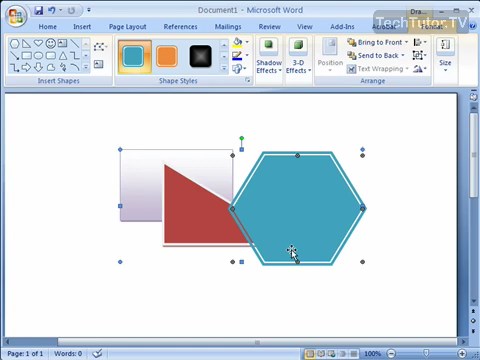 Document1 - Microsoft Word
Dra...
TechTutor.TV
Home
Insert
Page Layout
References
Mailings
Review
View
Add-Ins
Acrobat
Format
Shadow Effects
3-D Effects
Position
Bring to Front
Send to Back
Text Wrapping
Size
Insert Shapes
Shape Styles
Arrange
Page: 1 of 1
Words: 0
100%